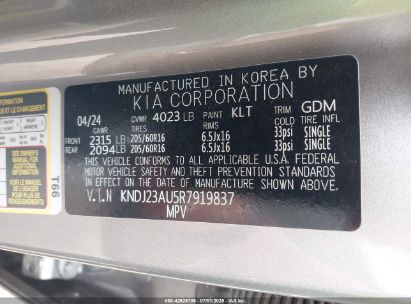 MANUFACTURED IN KOREA BY
KIA CORPORATION
04/24 GVWR 4023 LB PAINT KLT TRIM GDM
GAWR TIRES RIMS COLD TIRE INFL
FRONT 2315 LB 205/60R16 6.5Jx16 33psi SINGLE
REAR 2094 LB 205/60R16 6.5Jx16 33psi SINGLE
THIS VEHICLE CONFORMS TO ALL APPLICABLE U.S.A. FEDERAL
MOTOR VEHICLE SAFETY AND THEFT PREVENTION STANDARDS
IN EFFECT ON THE DATE OF MANUFACTURE SHOWN ABOVE.
V.I.N KNDJ23AU5R7919837
MPV
T66